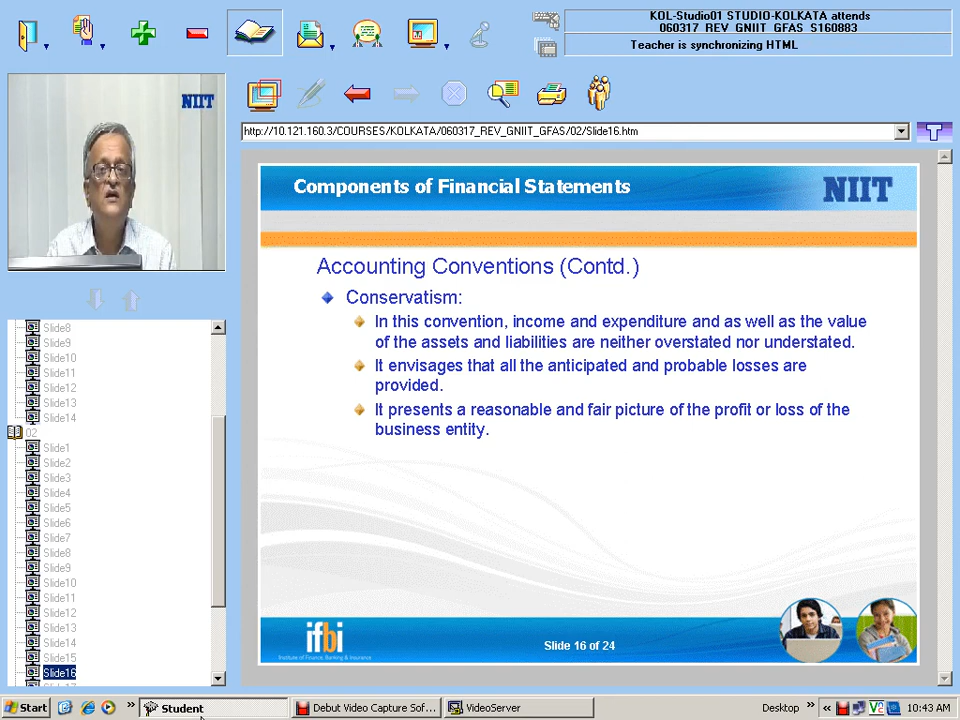 KOL-Studio01 STUDIO-KOLKATA attends
060317_REV_GNIIT_GFAS_S160883
Teacher is synchronizing HTML
NIIT
http://10.121.160.3/COURSES/KOLKATA/060317_REV_GNIIT_GFAS/02/Slide16.htm
T
Components of Financial Statements
NIIT
Accounting Conventions (Contd.)
Conservatism:
In this convention, income and expenditure and as well as the value
of the assets and liabilities are neither overstated nor understated.
It envisages that all the anticipated and probable losses are
provided.
It presents a reasonable and fair picture of the profit or loss of the
business entity.
ifbi
Institute of Finance, Banking & Insurance
Slide 16 of 24
Slide8
Slide9
Slide10
Slide11
Slide12
Slide13
Slide14
02
Slide1
Slide2
Slide3
Slide4
Slide5
Slide6
Slide7
Slide8
Slide9
Slide10
Slide11
Slide12
Slide13
Slide14
Slide15
Slide16
Start
Student
Debut Video Capture Sof...
VideoServer
Desktop
10:43 AM